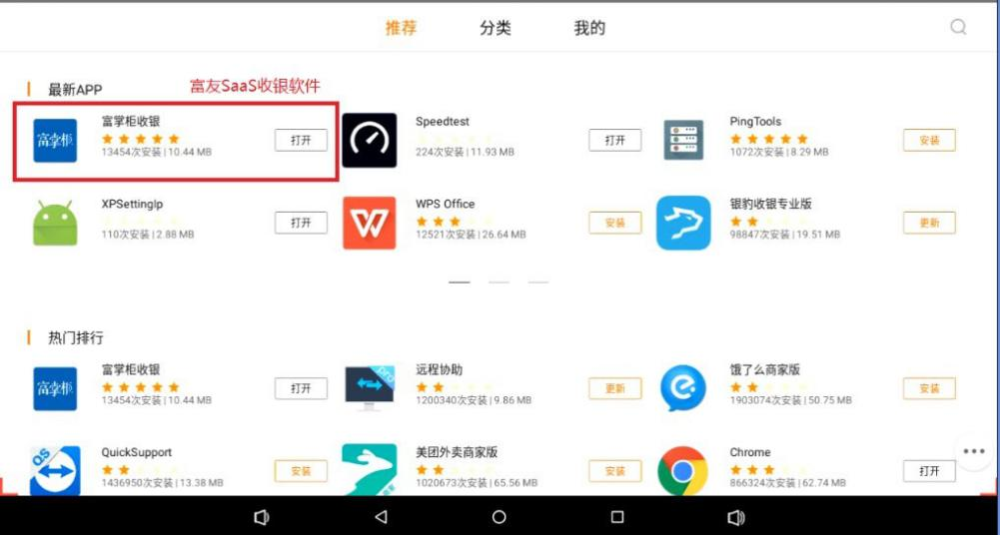 推荐
分类
我的
最新APP
富友SaaS收银软件
富掌柜
富掌柜收银
13454次安装 | 10.44 MB
打开
Speedtest
224次安装 | 11.93 MB
打开
PingTools
1072次安装 | 8.29 MB
安装
XPSettingIp
110次安装 | 2.88 MB
打开
W
WPS Office
12521次安装 | 26.64 MB
安装
银豹收银专业版
98847次安装 | 19.51 MB
更新
热门排行
富掌柜
富掌柜收银
13454次安装 | 10.44 MB
打开
pro
远程协助
1200340次安装 | 9.86 MB
更新
饿了么商家版
1903074次安装 | 50.75 MB
安装
QS
QuickSupport
1436950次安装 | 13.38 MB
安装
美团外卖商家版
1020673次安装 | 65.56 MB
安装
Chrome
866324次安装 | 62.74 MB
打开